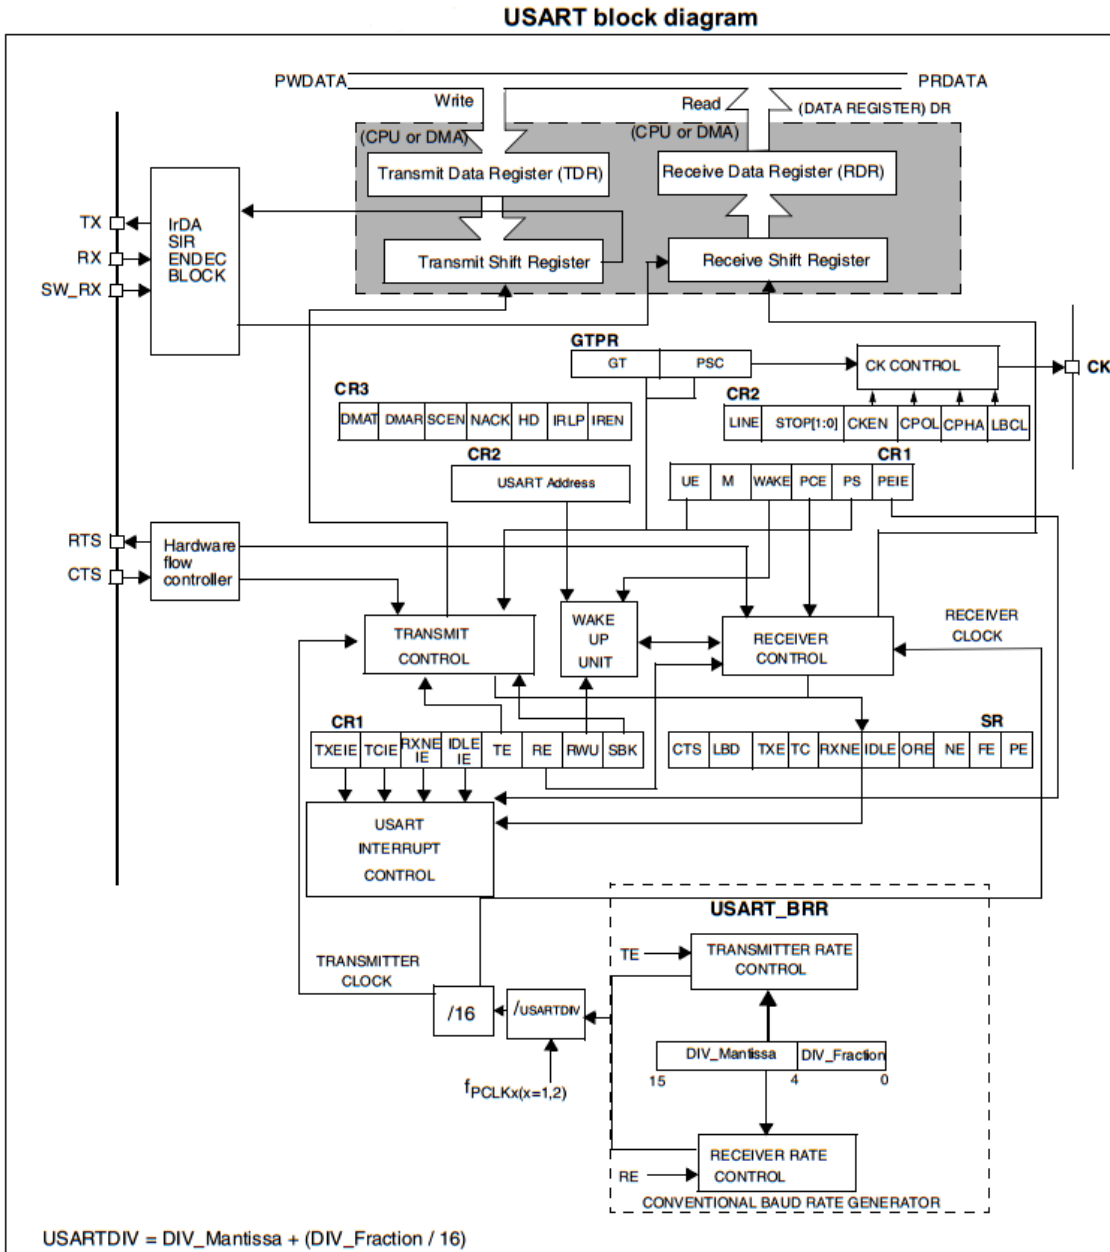 USART block diagram
PWDATA
PRDATA
Write
Read
(DATA REGISTER) DR
(CPU or DMA)
(CPU or DMA)
Transmit Data Register (TDR)
Receive Data Register (RDR)
TX
RX
SW_RX
IrDA
SIR
ENDEC
BLOCK
Transmit Shift Register
Receive Shift Register
GTPR
GT
PSC
CK CONTROL
CK
CR3
DMAT
DMAR
SCEN
NACK
HD
IRLP
IREN
CR2
LINE
STOP[1:0]
CKEN
CPOL
CPHA
LBCL
CR2
USART Address
CR1
UE
M
WAKE
PCE
PS
PEIE
RTS
CTS
Hardware
flow
controller
TRANSMIT
CONTROL
WAKE
UP
UNIT
RECEIVER
CONTROL
RECEIVER
CLOCK
CR1
TXEIE
TCIE
RXNE
IE
IDLE
IE
TE
RE
RWU
SBK
SR
CTS
LBD
TXE
TC
RXNE
IDLE
ORE
NE
FE
PE
USART
INTERRUPT
CONTROL
USART_BRR
TE
TRANSMITTER RATE
CONTROL
TRANSMITTER
CLOCK
/16
/USARTDIV
fPCLKx(x=1,2)
DIV_Mantissa
DIV_Fraction
15
4
0
RE
RECEIVER RATE
CONTROL
CONVENTIONAL BAUD RATE GENERATOR
USARTDIV = DIV_Mantissa + (DIV_Fraction / 16)